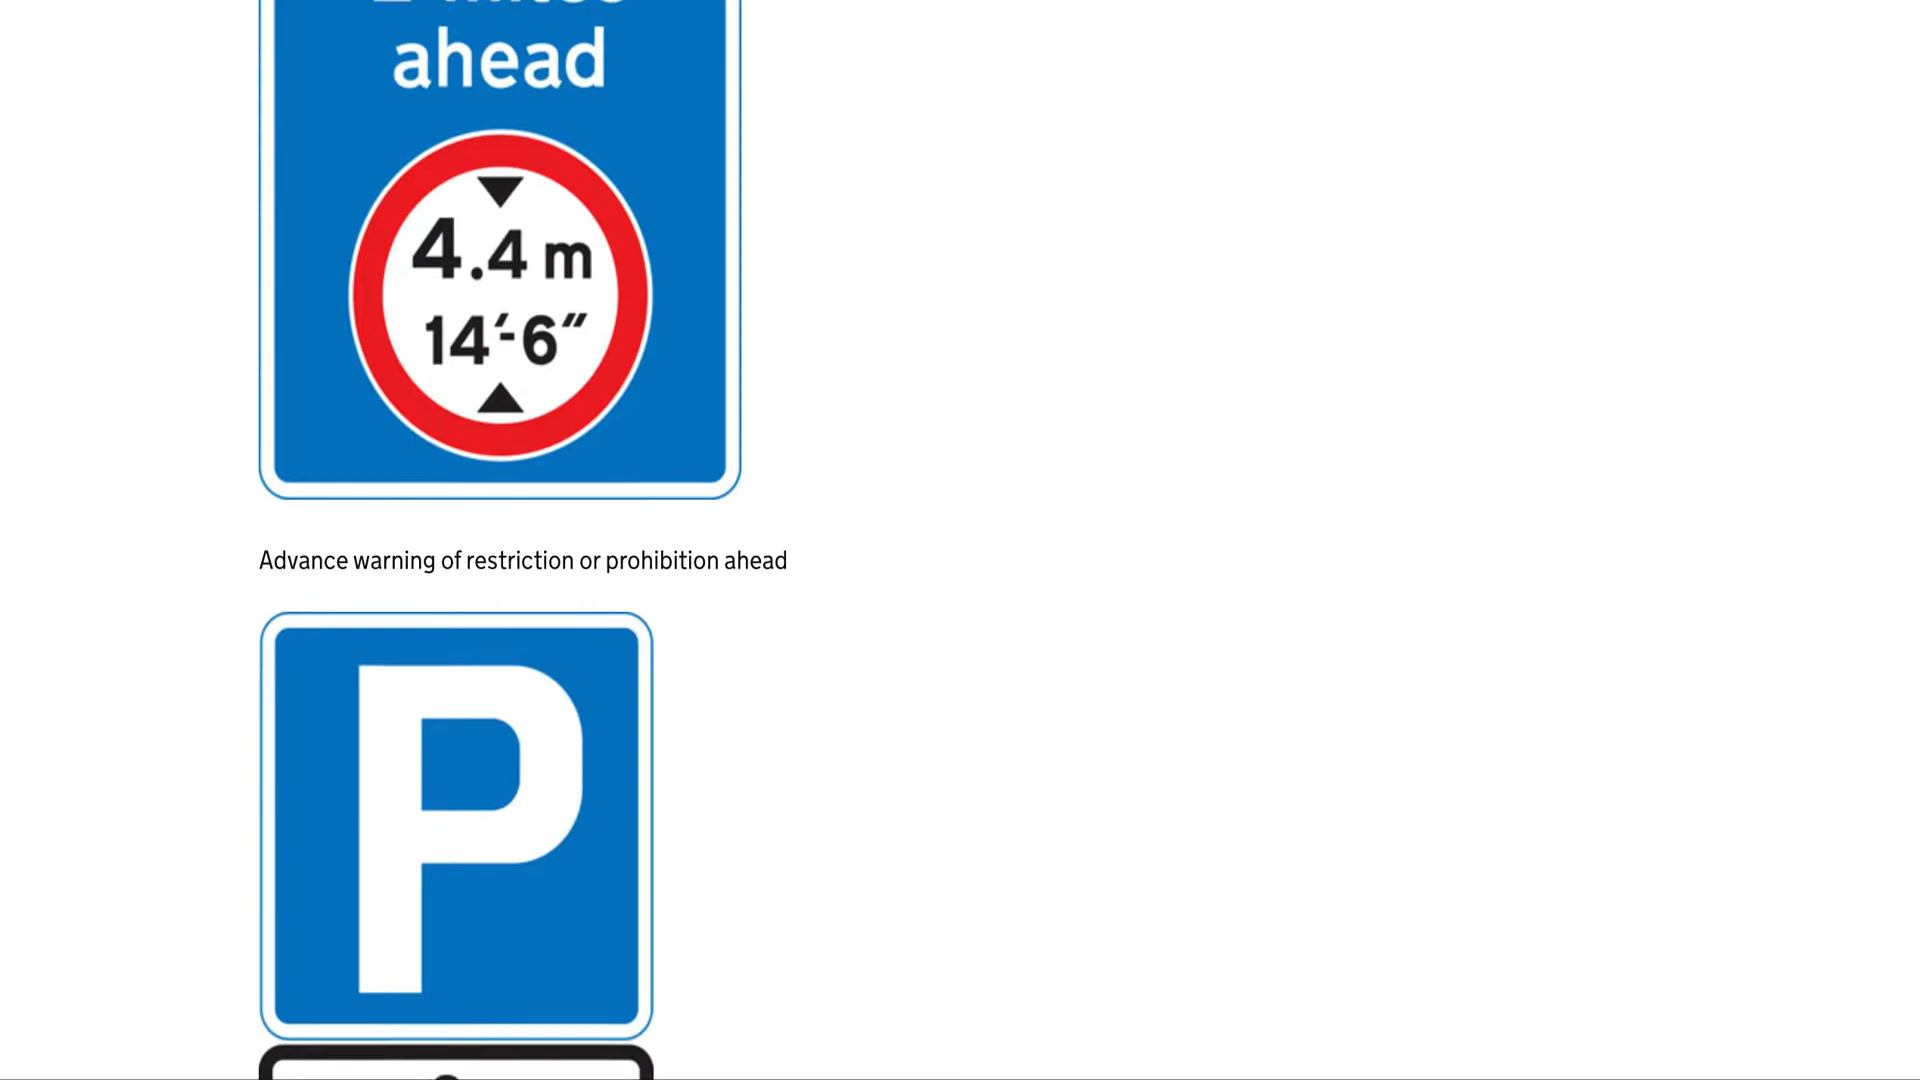 ahead
4.4 m
14'-6"
Advance warning of restriction or prohibition ahead
P